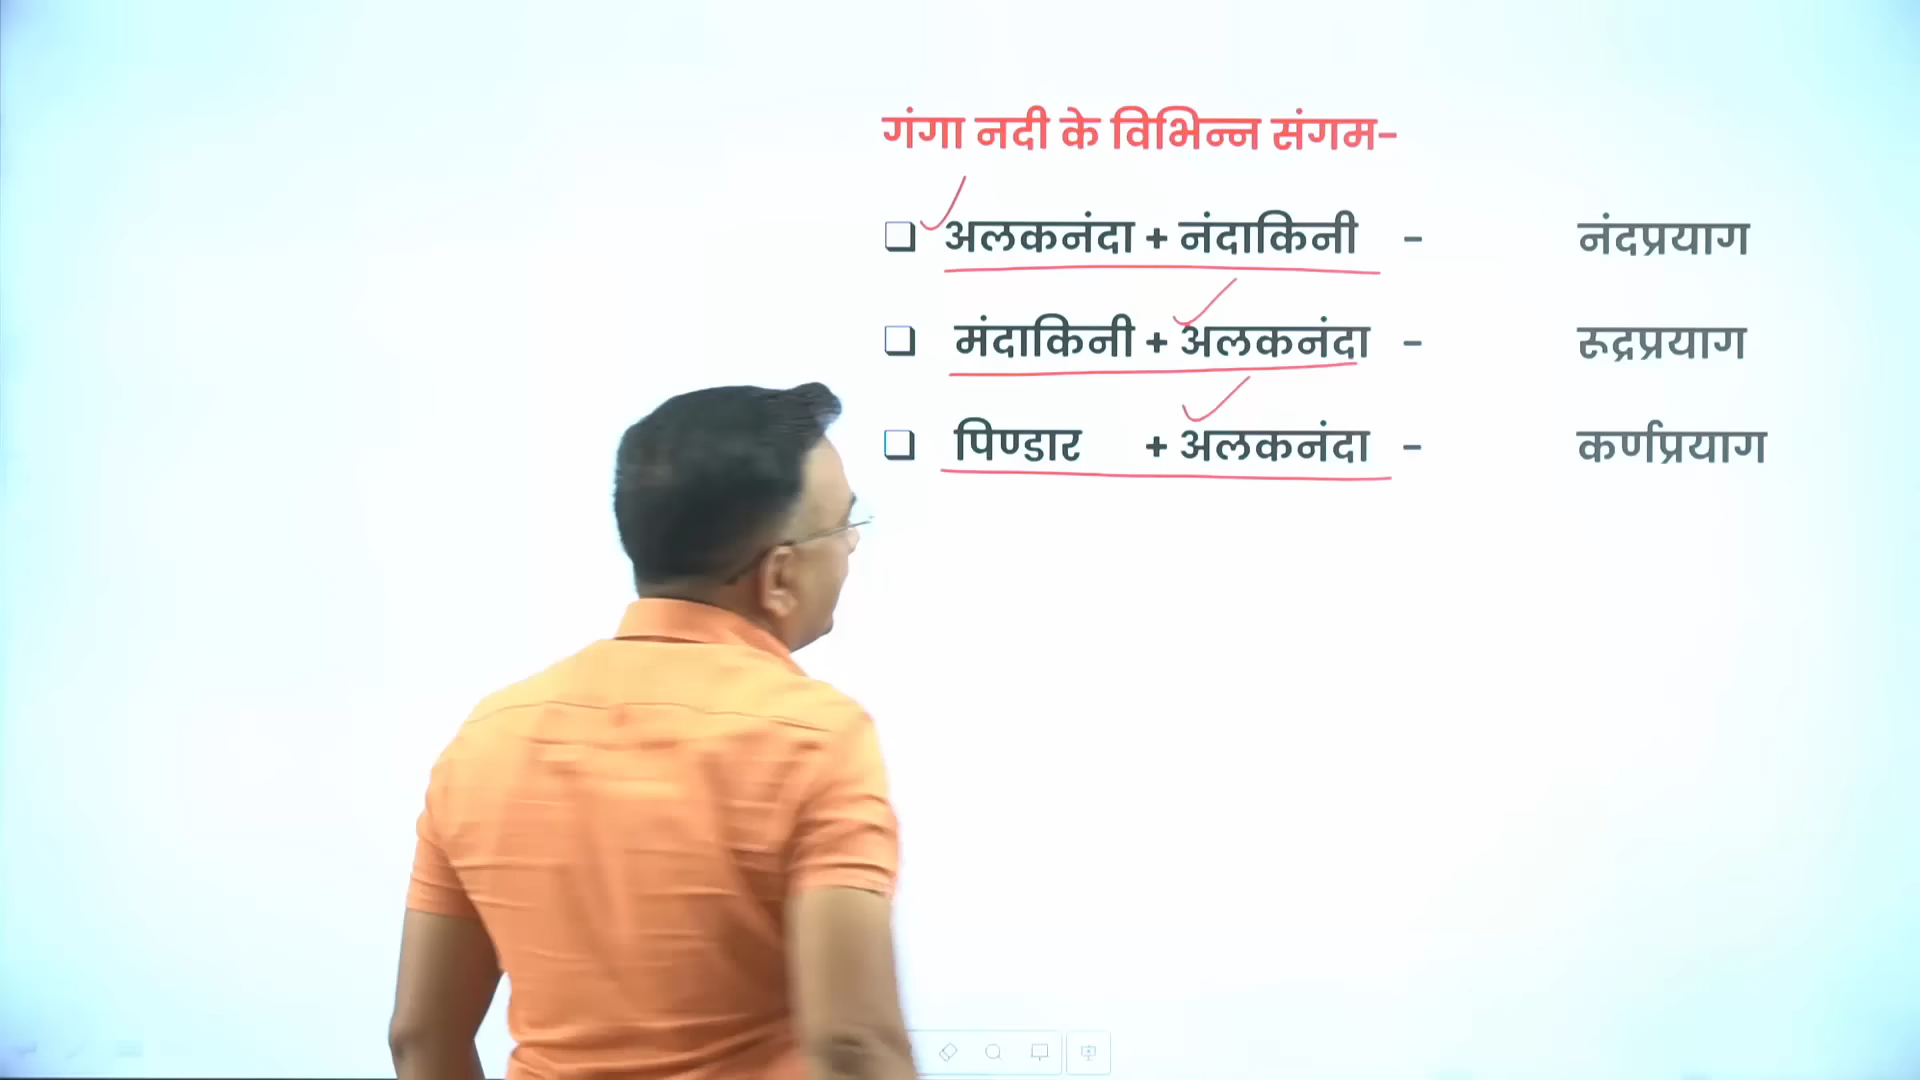 गंगा नदी के विभिन्न संगम-
अलकनंदा + नंदाकिनी - नंदप्रयाग
मंदाकिनी + अलकनंदा - रूद्रप्रयाग
पिण्डार + अलकनंदा - कर्णप्रयाग